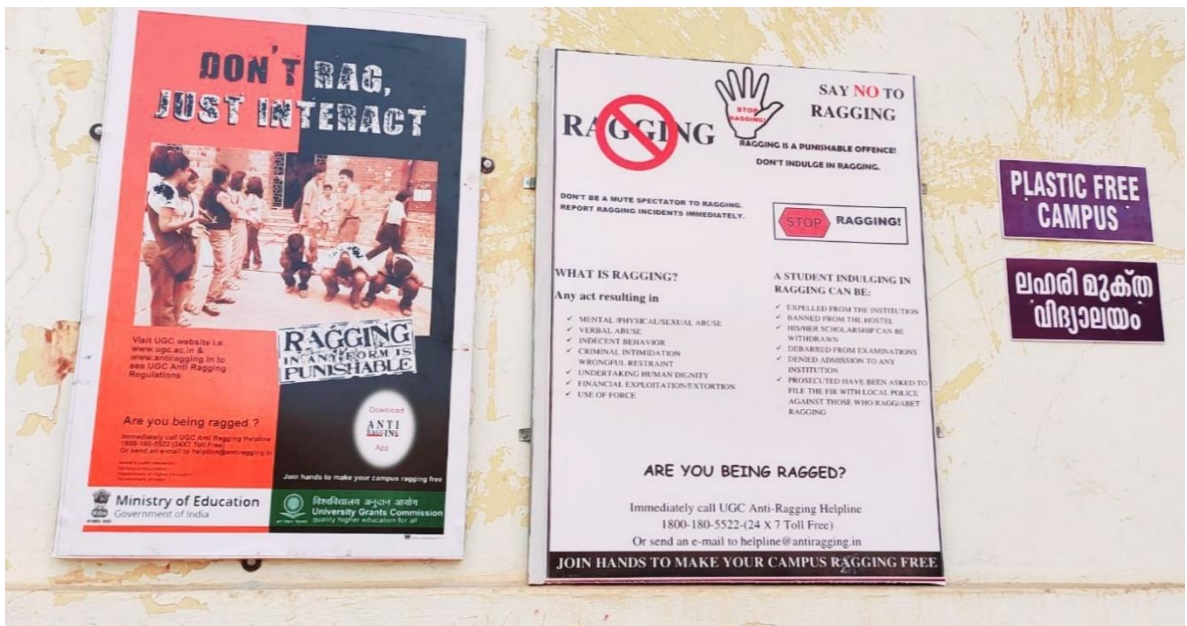 DON'T RAG,
JUST INTERACT
RAGGING
IN ANY FORM IS
PUNISHABLE
Visit UGC website i.e.
www.ugc.ac.in &
www.antiragging.in to
see UGC Anti Ragging
Regulations
Download
ANTI
RAGGING
App
Are you being ragged ?
Immediately call UGC Anti Ragging Helpline
1800-180-5522 (24X7 Toll Free)
Or send an e-mail to helpline@antiragging.in
Join hands to make your campus ragging free
Ministry of Education
Government of India
विश्वविद्यालय अनुदान आयोग
University Grants Commission
quality higher education for all
RAGGING
STOP
RAGGING!
SAY NO TO
RAGGING
RAGGING IS A PUNISHABLE OFFENCE!
DON'T INDULGE IN RAGGING.
DON'T BE A MUTE SPECTATOR TO RAGGING.
REPORT RAGGING INCIDENTS IMMEDIATELY.
STOP RAGGING!
WHAT IS RAGGING?
Any act resulting in
✓ MENTAL /PHYSICAL/SEXUAL ABUSE
✓ VERBAL ABUSE
✓ INDECENT BEHAVIOR
✓ CRIMINAL INTIMIDATION
WRONGFUL RESTRAINT
✓ UNDERTAKING HUMAN DIGNITY
✓ FINANCIAL EXPLOITATION/EXTORTION
✓ USE OF FORCE
A STUDENT INDULGING IN
RAGGING CAN BE:
✓ EXPELLED FROM THE INSTITUTION
✓ BANNED FROM THE HOSTEL
✓ HIS/HER SCHOLARSHIP CAN BE
WITHDRAWN
✓ DEBARRED FROM EXAMINATIONS
✓ DENIED ADMISSION TO ANY
INSTITUTION
✓ PROSECUTED HAVE BEEN ASKED TO
FILE THE FIR WITH LOCAL POLICE
AGAINST THOSE WHO RAGG/ABET
RAGGING
ARE YOU BEING RAGGED?
Immediately call UGC Anti-Ragging Helpline
1800-180-5522-(24 X 7 Toll Free)
Or send an e-mail to helpline@antiragging.in
JOIN HANDS TO MAKE YOUR CAMPUS RAGGING FREE
PLASTIC FREE
CAMPUS
ലഹരി മുക്ത
വിദ്യാലയം